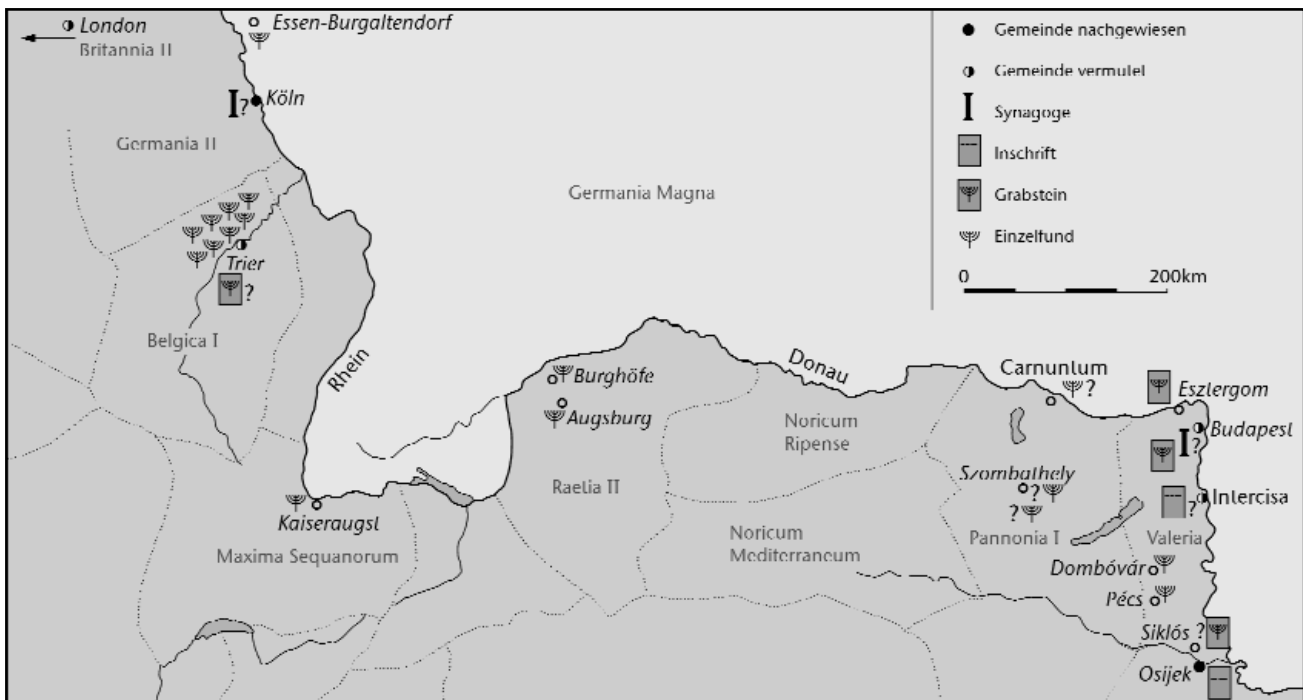 London
Britannia II
Essen-Burgaltendorf
I? Köln
Germania II
Germania Magna
Trier
?
Belgica I
Rhein
Burghöfe
Augsburg
Donau
Noricum
Ripense
Raetia II
Kaiseraugst
Maxima Sequanorum
Noricum
Mediterraneum
Carnuntum
?
Esztergom
Budapest
I?
Szombathely
?
?
Intercisa
?
Pannonia I
Valeria
Dombóvár
Pécs
Siklós ?
Osijek
Gemeinde nachgewiesen
Gemeinde vermutet
I Synagoge
Inschrift
Grabstein
Einzelfund
0 200km